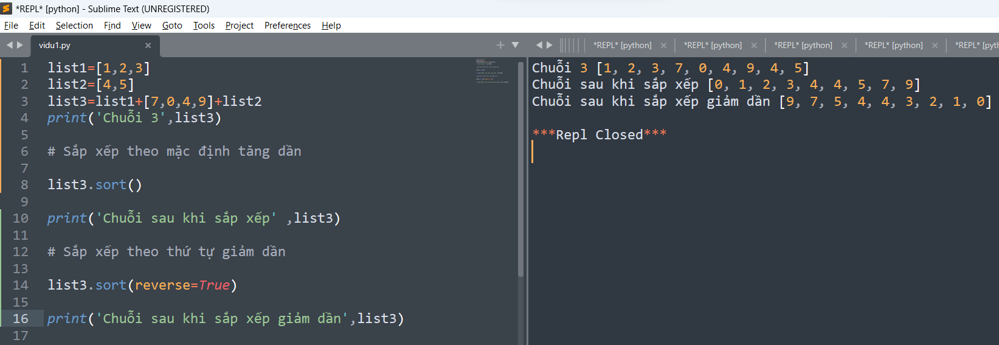 *REPL* [python] - Sublime Text (UNREGISTERED)
File Edit Selection Find View Goto Tools Project Preferences Help
vidu1.py
*REPL* [python] *REPL* [python] *REPL* [python] *REPL* [python] *REPL* [pyth
1 list1=[1,2,3]
2 list2=[4,5]
3 list3=list1+[7,0,4,9]+list2
4 print('Chuỗi 3',list3)
5
6 # Sắp xếp theo mặc định tăng dần
7
8 list3.sort()
9
10 print('Chuỗi sau khi sắp xếp' ,list3)
11
12 # Sắp xếp theo thứ tự giảm dần
13
14 list3.sort(reverse=True)
15
16 print('Chuỗi sau khi sắp xếp giảm dần',list3)
17
Chuỗi 3 [1, 2, 3, 7, 0, 4, 9, 4, 5]
Chuỗi sau khi sắp xếp [0, 1, 2, 3, 4, 4, 5, 7, 9]
Chuỗi sau khi sắp xếp giảm dần [9, 7, 5, 4, 4, 3, 2, 1, 0]
***Repl Closed***